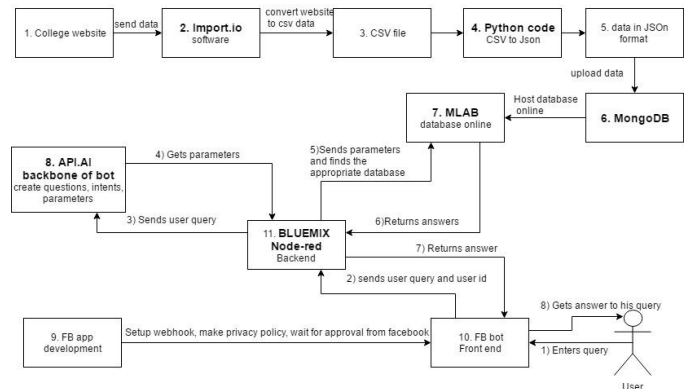 1. College website
send data
2. Import.io
software
convert website
to csv data
3. CSV file
4. Python code
CSV to Json
5. data in JSOn
format
upload data
6. MongoDB
Host database
online
7. MLAB
database online
8. API.AI
backbone of bot
create questions, intents,
parameters
4) Gets parameters
5)Sends parameters
and finds the
appropriate database
3) Sends user query
6)Returns answers
11. BLUEMIX
Node-red
Backend
7) Returns answer
2) sends user query and user id
9. FB app
development
Setup webhook, make privacy policy, wait for approval from facebook
10. FB bot
Front end
8) Gets answer to his query
1) Enters query
User